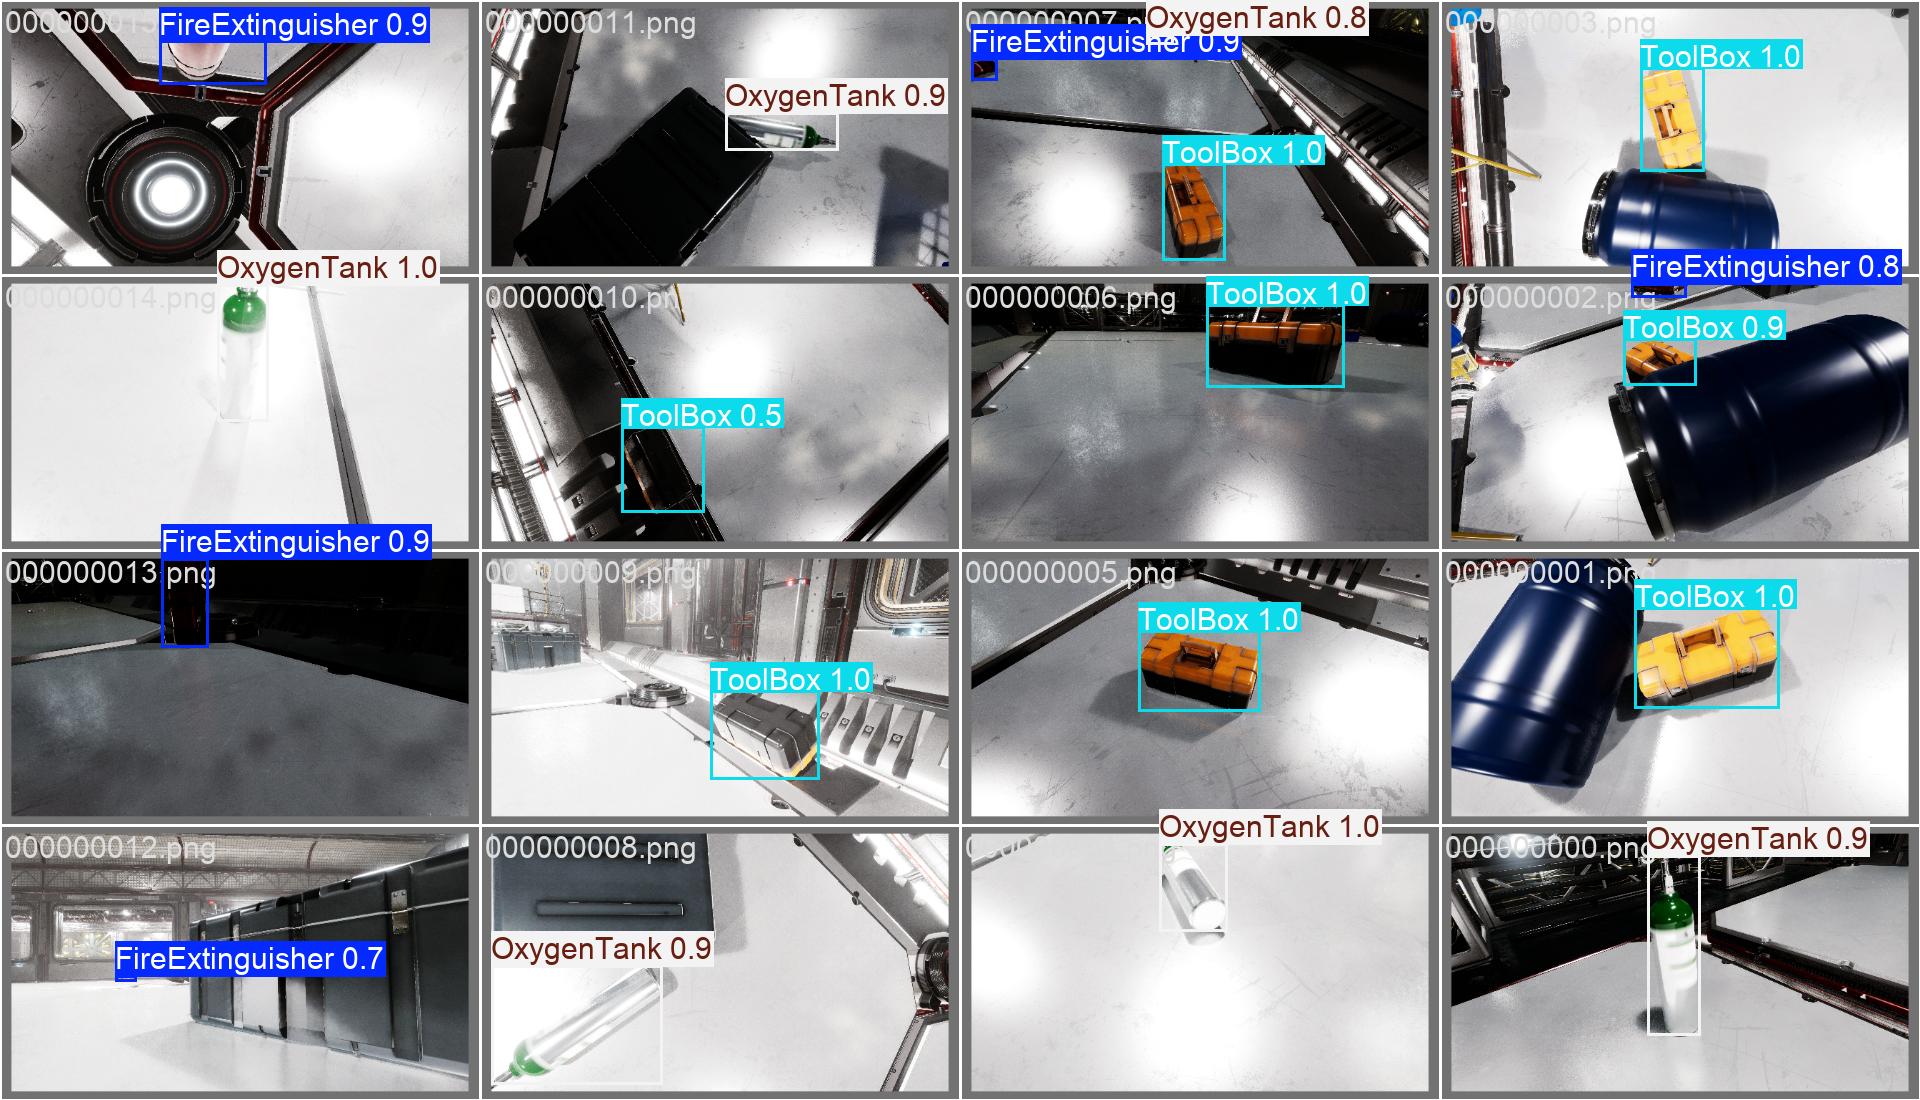 FireExtinguisher 0.9
000000011.png
OxygenTank 0.9
000000007.p
OxygenTank 0.8
FireExtinguisher 0.9
ToolBox 1.0
000000003.png
ToolBox 1.0
000000014.png
OxygenTank 1.0
000000010.pn
ToolBox 0.5
000000006.png
ToolBox 1.0
000000002.png
FireExtinguisher 0.8
ToolBox 0.9
000000013.png
FireExtinguisher 0.9
000000009.png
ToolBox 1.0
000000005.png
ToolBox 1.0
000000001.png
ToolBox 1.0
000000012.png
FireExtinguisher 0.7
000000008.png
OxygenTank 0.9
OxygenTank 1.0
000000000.png
OxygenTank 0.9